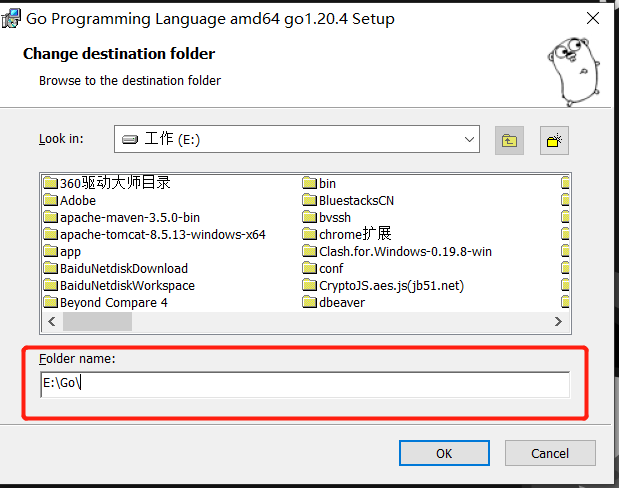 Go Programming Language amd64 go1.20.4 Setup
Change destination folder
Browse to the destination folder
Look in:
工作 (E:)
360驱动大师目录
Adobe
apache-maven-3.5.0-bin
apache-tomcat-8.5.13-windows-x64
app
BaiduNetdiskDownload
BaiduNetdiskWorkspace
Beyond Compare 4
bin
BluestacksCN
bvssh
chrome扩展
Clash.for.Windows-0.19.8-win
conf
CryptoJS.aes.js(jb51.net)
dbeaver
Folder name:
E:\Go\
OK
Cancel